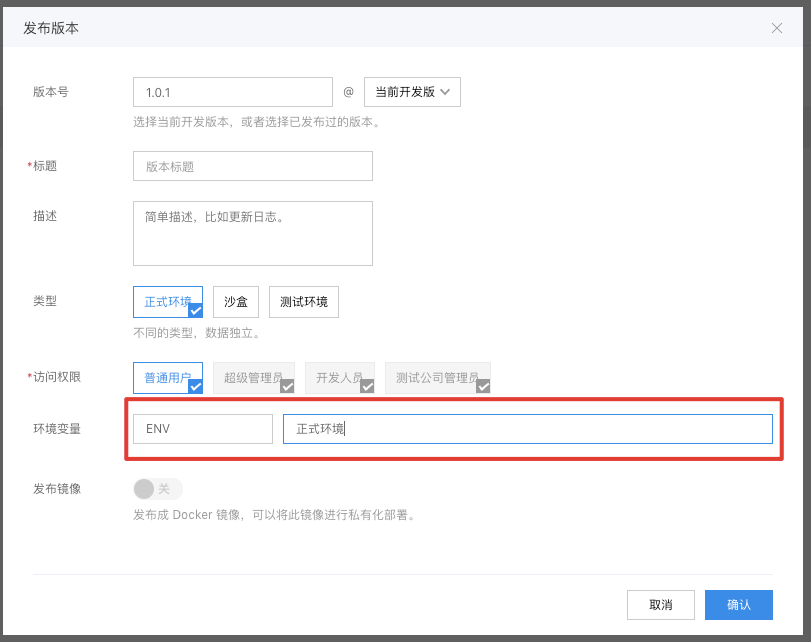 发布版本
版本号 1.0.1 @ 当前开发版
选择当前开发版本，或者选择已发布过的版本。
*标题 版本标题
描述 简单描述，比如更新日志。
类型 正式环境 沙盒 测试环境
不同的类型，数据独立。
*访问权限 普通用户 超级管理员 开发人员 测试公司管理员
环境变量 ENV 正式环境
发布镜像 关
发布成 Docker 镜像，可以将此镜像进行私有化部署。
取消 确认